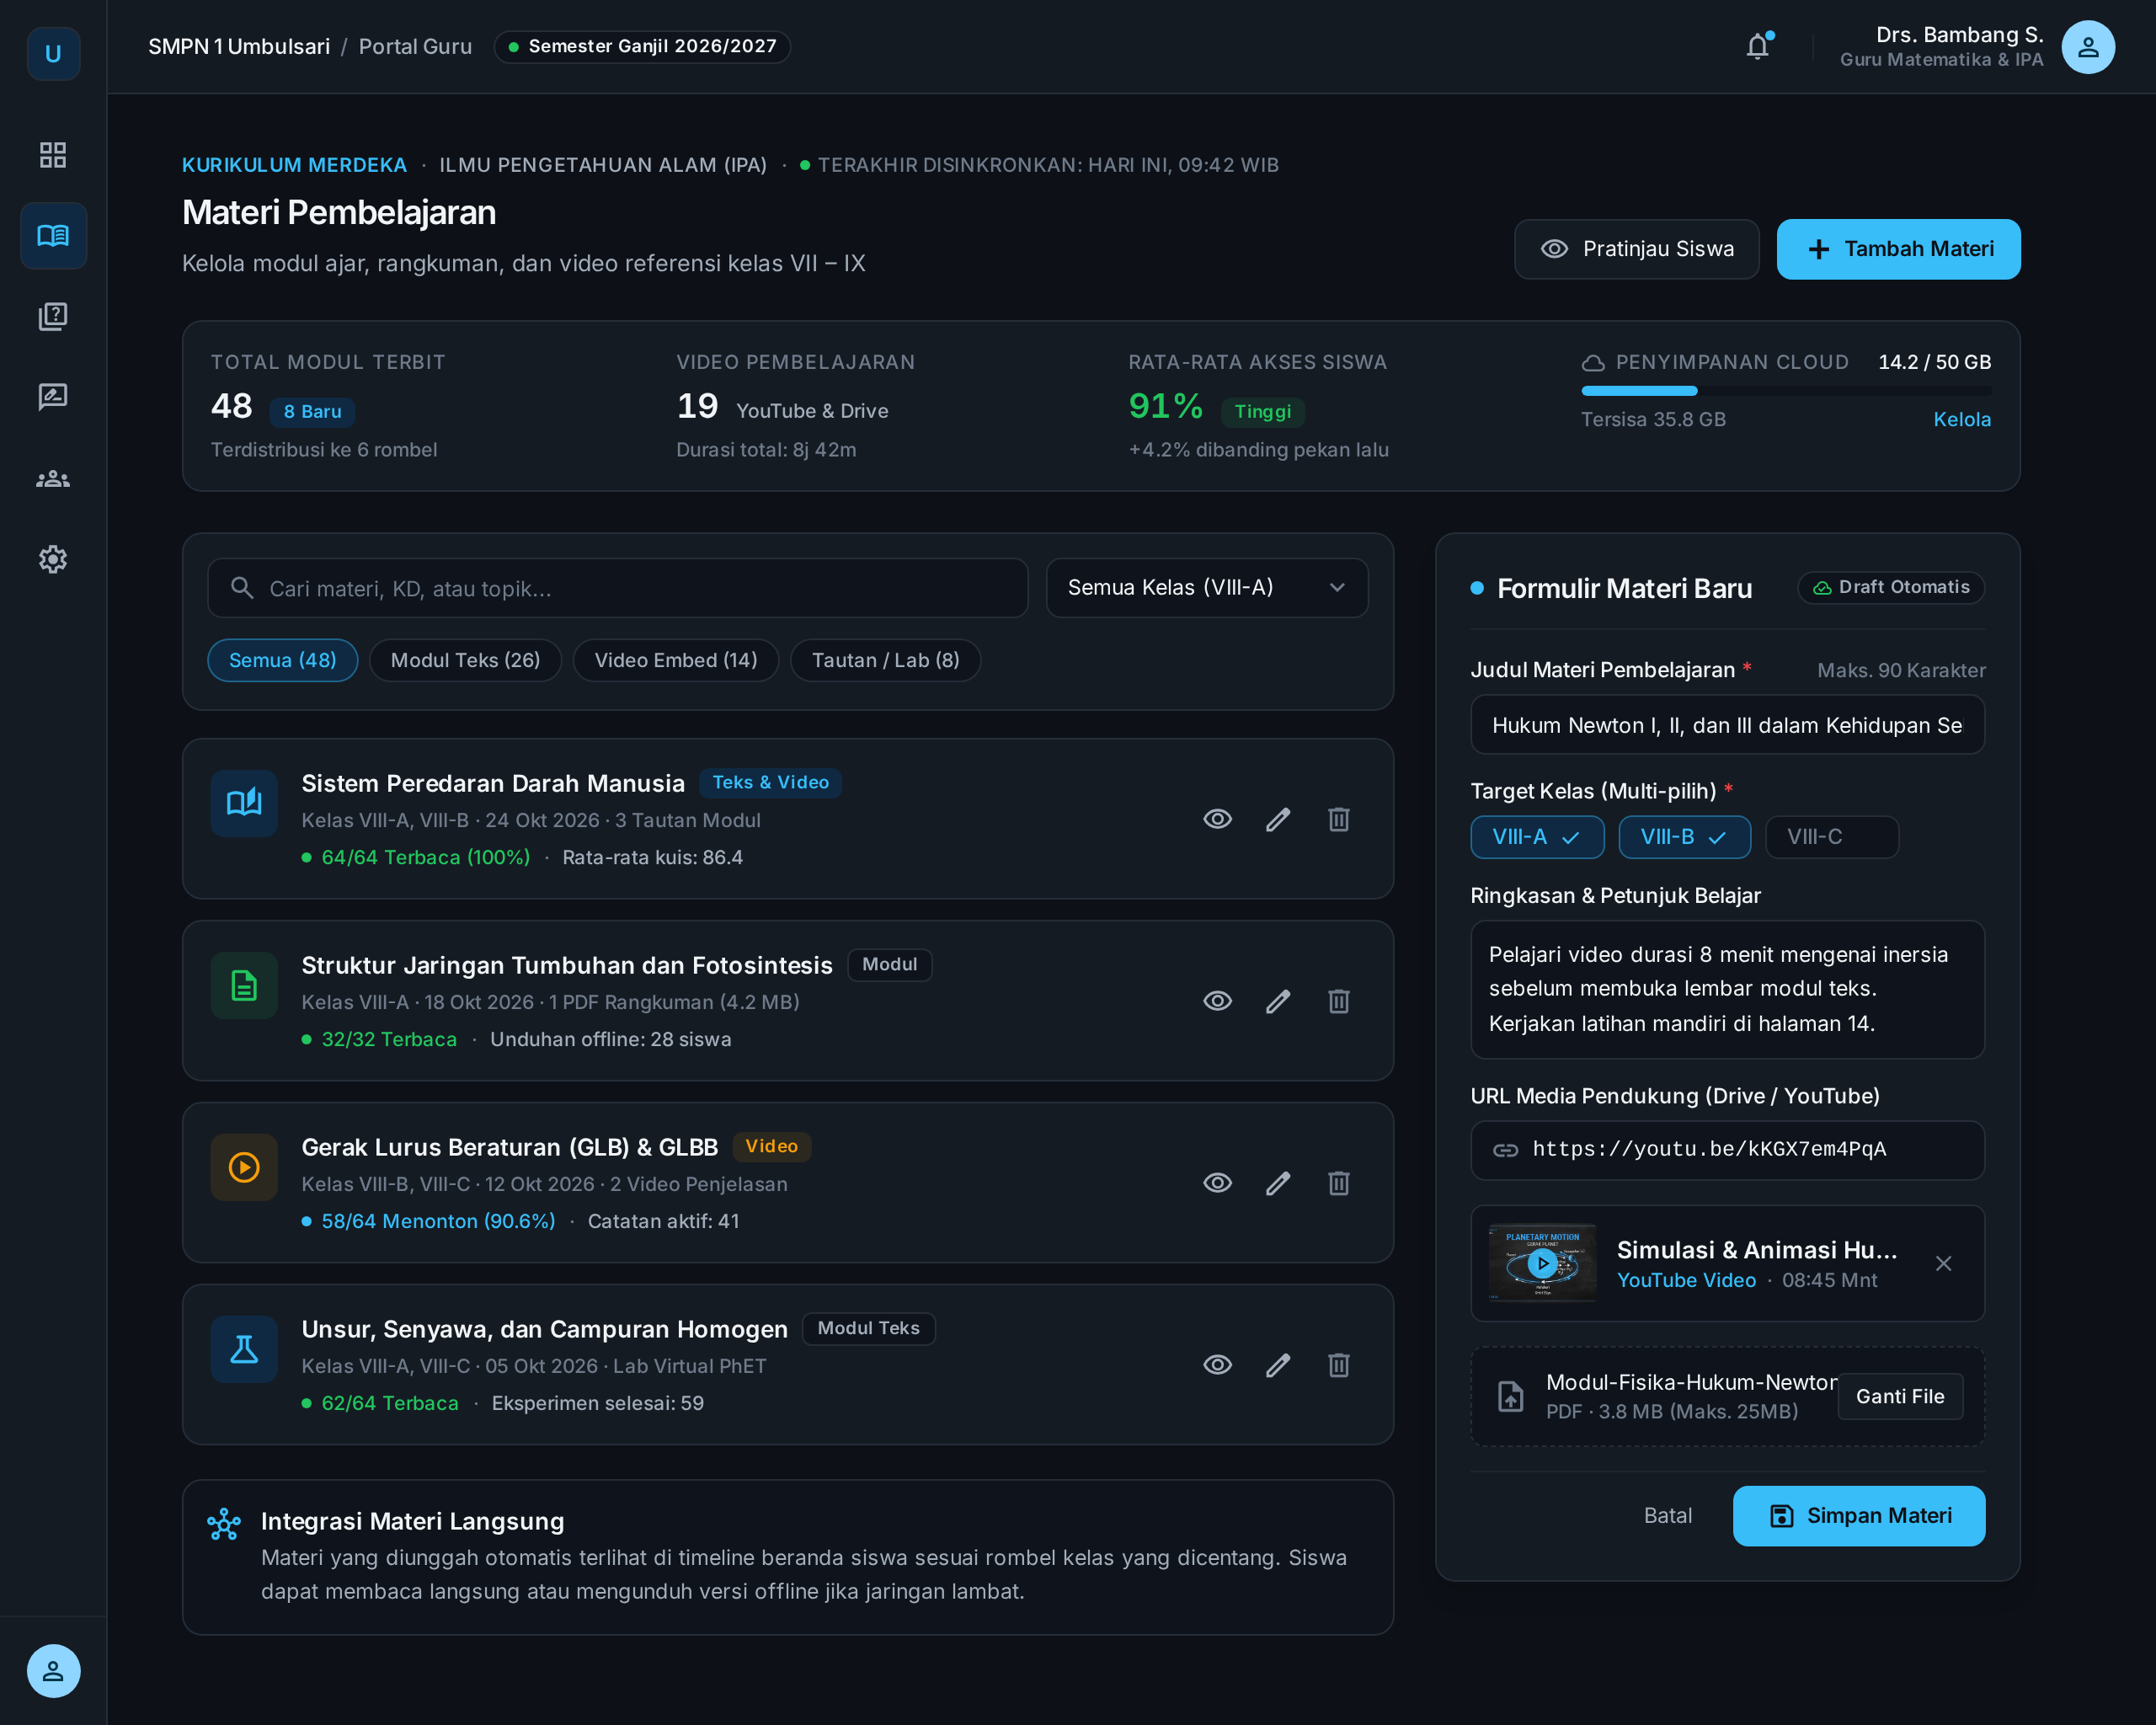 U
SMPN 1 Umbulsari / Portal Guru
Semester Ganjil 2026/2027
Drs. Bambang S.
Guru Matematika & IPA
KURIKULUM MERDEKA · ILMU PENGETAHUAN ALAM (IPA) · TERAKHIR DISINKRONKAN: HARI INI, 09:42 WIB
Materi Pembelajaran
Kelola modul ajar, rangkuman, dan video referensi kelas VII – IX
Pratinjau Siswa
Tambah Materi
TOTAL MODUL TERBIT
48 8 Baru
Terdistribusi ke 6 rombel
VIDEO PEMBELAJARAN
19 YouTube & Drive
Durasi total: 8j 42m
RATA-RATA AKSES SISWA
91% Tinggi
+4.2% dibanding pekan lalu
PENYIMPANAN CLOUD 14.2 / 50 GB
Tersisa 35.8 GB Kelola
Cari materi, KD, atau topik...
Semua Kelas (VIII-A)
Semua (48)
Modul Teks (26)
Video Embed (14)
Tautan / Lab (8)
Sistem Peredaran Darah Manusia Teks & Video
Kelas VIII-A, VIII-B · 24 Okt 2026 · 3 Tautan Modul
64/64 Terbaca (100%) · Rata-rata kuis: 86.4
Struktur Jaringan Tumbuhan dan Fotosintesis Modul
Kelas VIII-A · 18 Okt 2026 · 1 PDF Rangkuman (4.2 MB)
32/32 Terbaca · Unduhan offline: 28 siswa
Gerak Lurus Beraturan (GLB) & GLBB Video
Kelas VIII-B, VIII-C · 12 Okt 2026 · 2 Video Penjelasan
58/64 Menonton (90.6%) · Catatan aktif: 41
Unsur, Senyawa, dan Campuran Homogen Modul Teks
Kelas VIII-A, VIII-C · 05 Okt 2026 · Lab Virtual PhET
62/64 Terbaca · Eksperimen selesai: 59
Integrasi Materi Langsung
Materi yang diunggah otomatis terlihat di timeline beranda siswa sesuai rombel kelas yang dicentang. Siswa
dapat membaca langsung atau mengunduh versi offline jika jaringan lambat.
Formulir Materi Baru
Draft Otomatis
Judul Materi Pembelajaran * Maks. 90 Karakter
Hukum Newton I, II, dan III dalam Kehidupan Se
Target Kelas (Multi-pilih) *
VIII-A
VIII-B
VIII-C
Ringkasan & Petunjuk Belajar
Pelajari video durasi 8 menit mengenai inersia
sebelum membuka lembar modul teks.
Kerjakan latihan mandiri di halaman 14.
URL Media Pendukung (Drive / YouTube)
https://youtu.be/kKGX7em4PqA
PLANETARY MOTION
GERAK PLANET
Simulasi & Animasi Hu...
YouTube Video · 08:45 Mnt
Modul-Fisika-Hukum-Newton
PDF · 3.8 MB (Maks. 25MB)
Ganti File
Batal
Simpan Materi